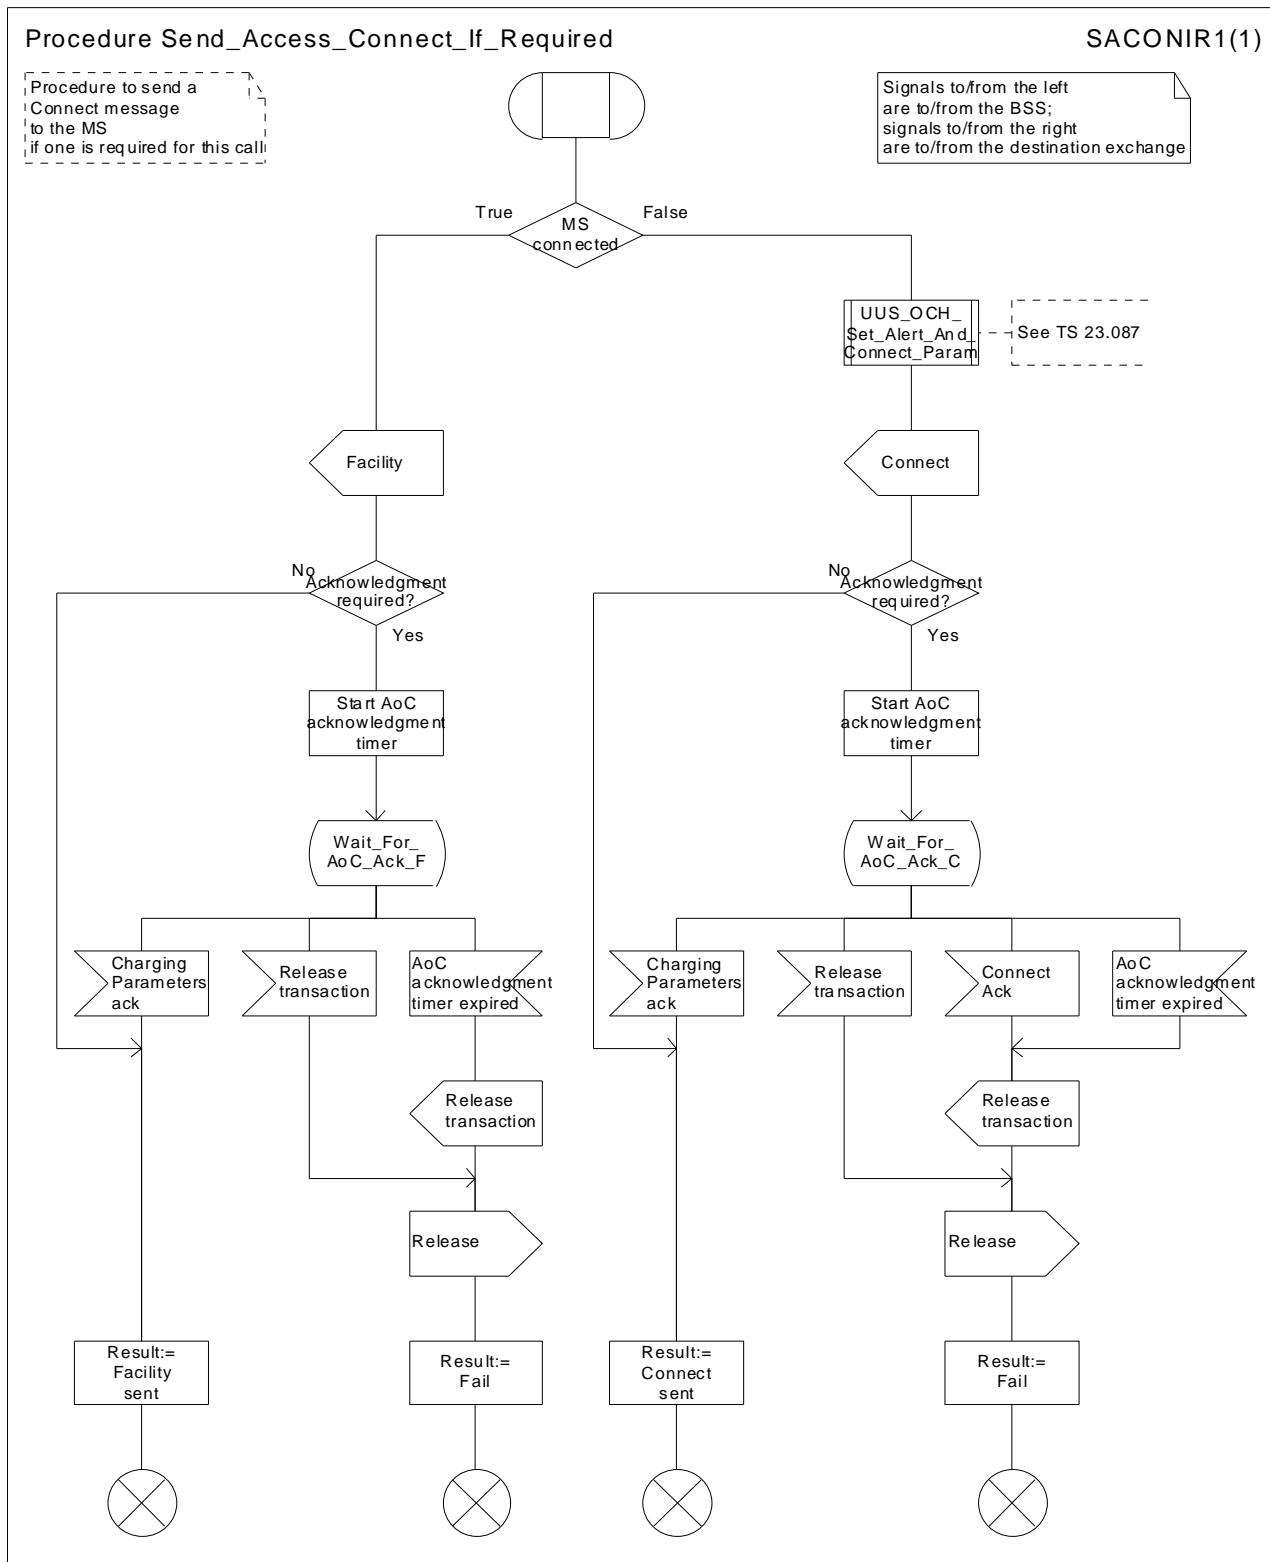 Procedure Send_Access_Connect_If_Required
SACONIR1(1)
Procedure to send a
Connect message
to the MS
if one is required for this call
Signals to/from the left
are to/from the BSS;
signals to/from the right
are to/from the destination exchange
True
MS
connected
False
UUS_OCH_
Set_Alert_And_
Connect_Param
See TS 23.087
Facility
Connect
No
Acknowledgment
required?
Yes
No
Acknowledgment
required?
Yes
Start AoC
acknowledgment
timer
Start AoC
acknowledgment
timer
Wait_For_
AoC_Ack_F
Wait_For_
AoC_Ack_C
Charging
Parameters
ack
Release
transaction
AoC
acknowledgment
timer expired
Charging
Parameters
ack
Release
transaction
Connect
Ack
AoC
acknowledgment
timer expired
Release
transaction
Release
transaction
Release
Release
Result:=
Facility
sent
Result:=
Fail
Result:=
Connect
sent
Result:=
Fail